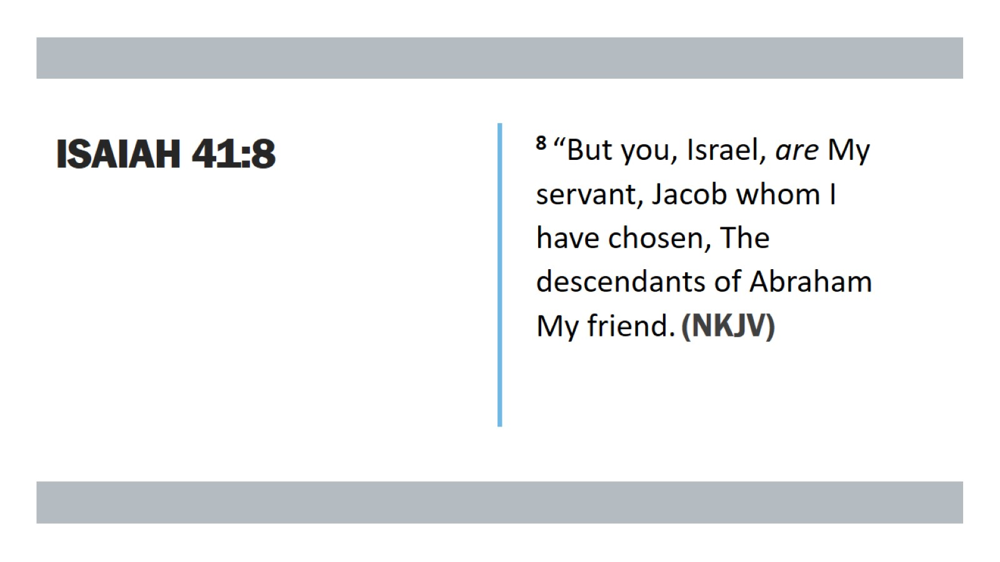 ISAIAH 41:8
8 “But you, Israel, are My
servant, Jacob whom I
have chosen, The
descendants of Abraham
My friend. (NKJV)